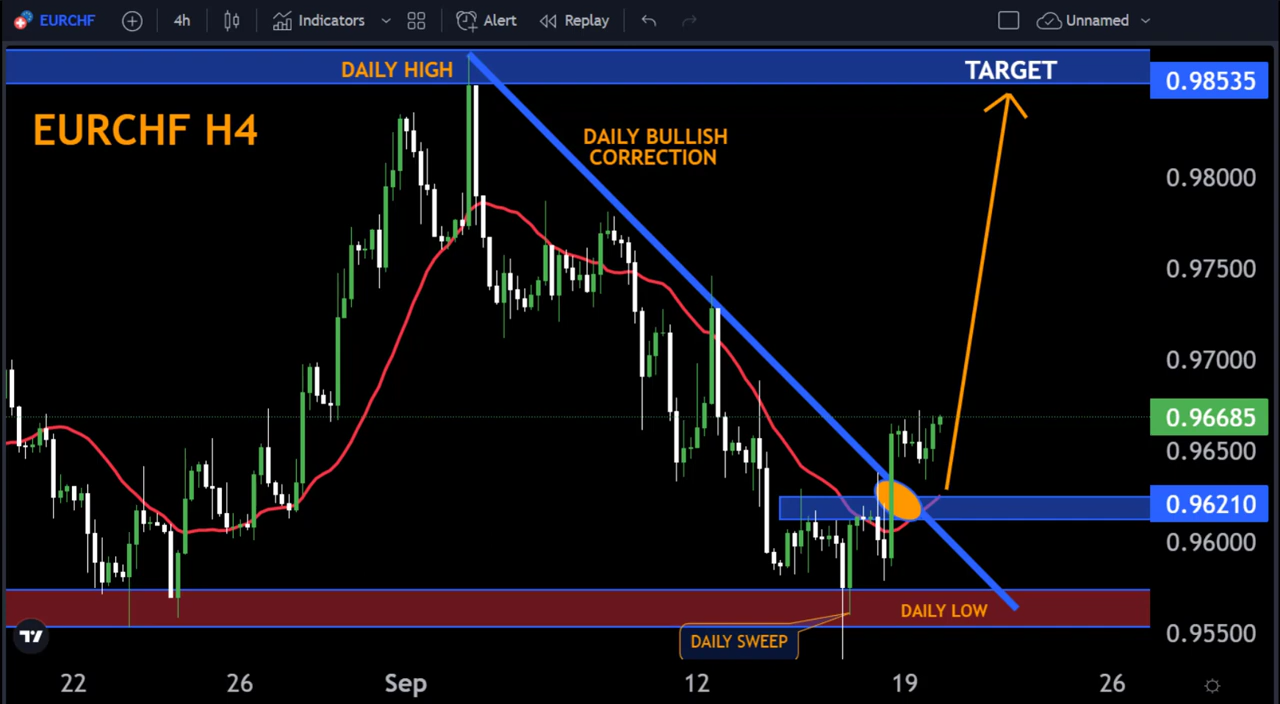 EURCHF 4h Indicators Alert Replay Unnamed
DAILY HIGH
TARGET
0.98535
EURCHF H4
DAILY BULLISH
CORRECTION
0.98000
0.97500
0.97000
0.96685
0.96500
0.96210
0.96000
DAILY LOW
DAILY SWEEP
0.95500
22 26 Sep 12 19 26